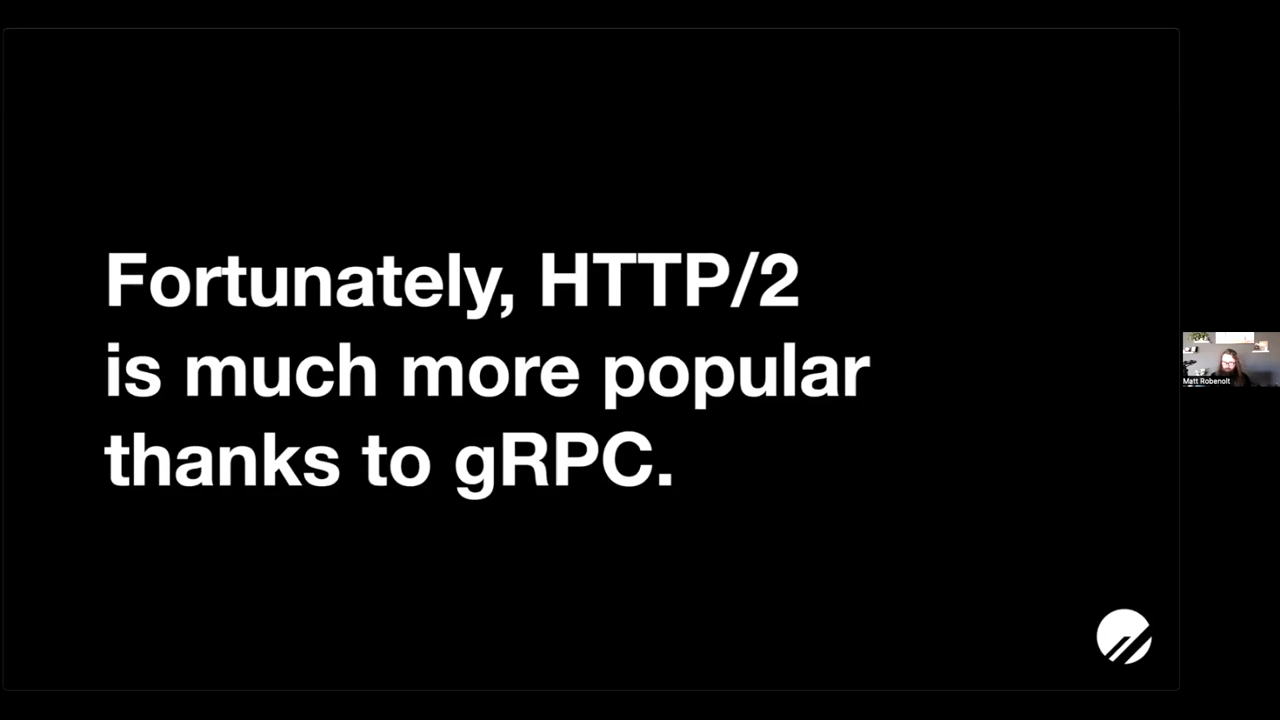 Fortunately, HTTP/2
is much more popular
thanks to gRPC.
Matt Robenolt